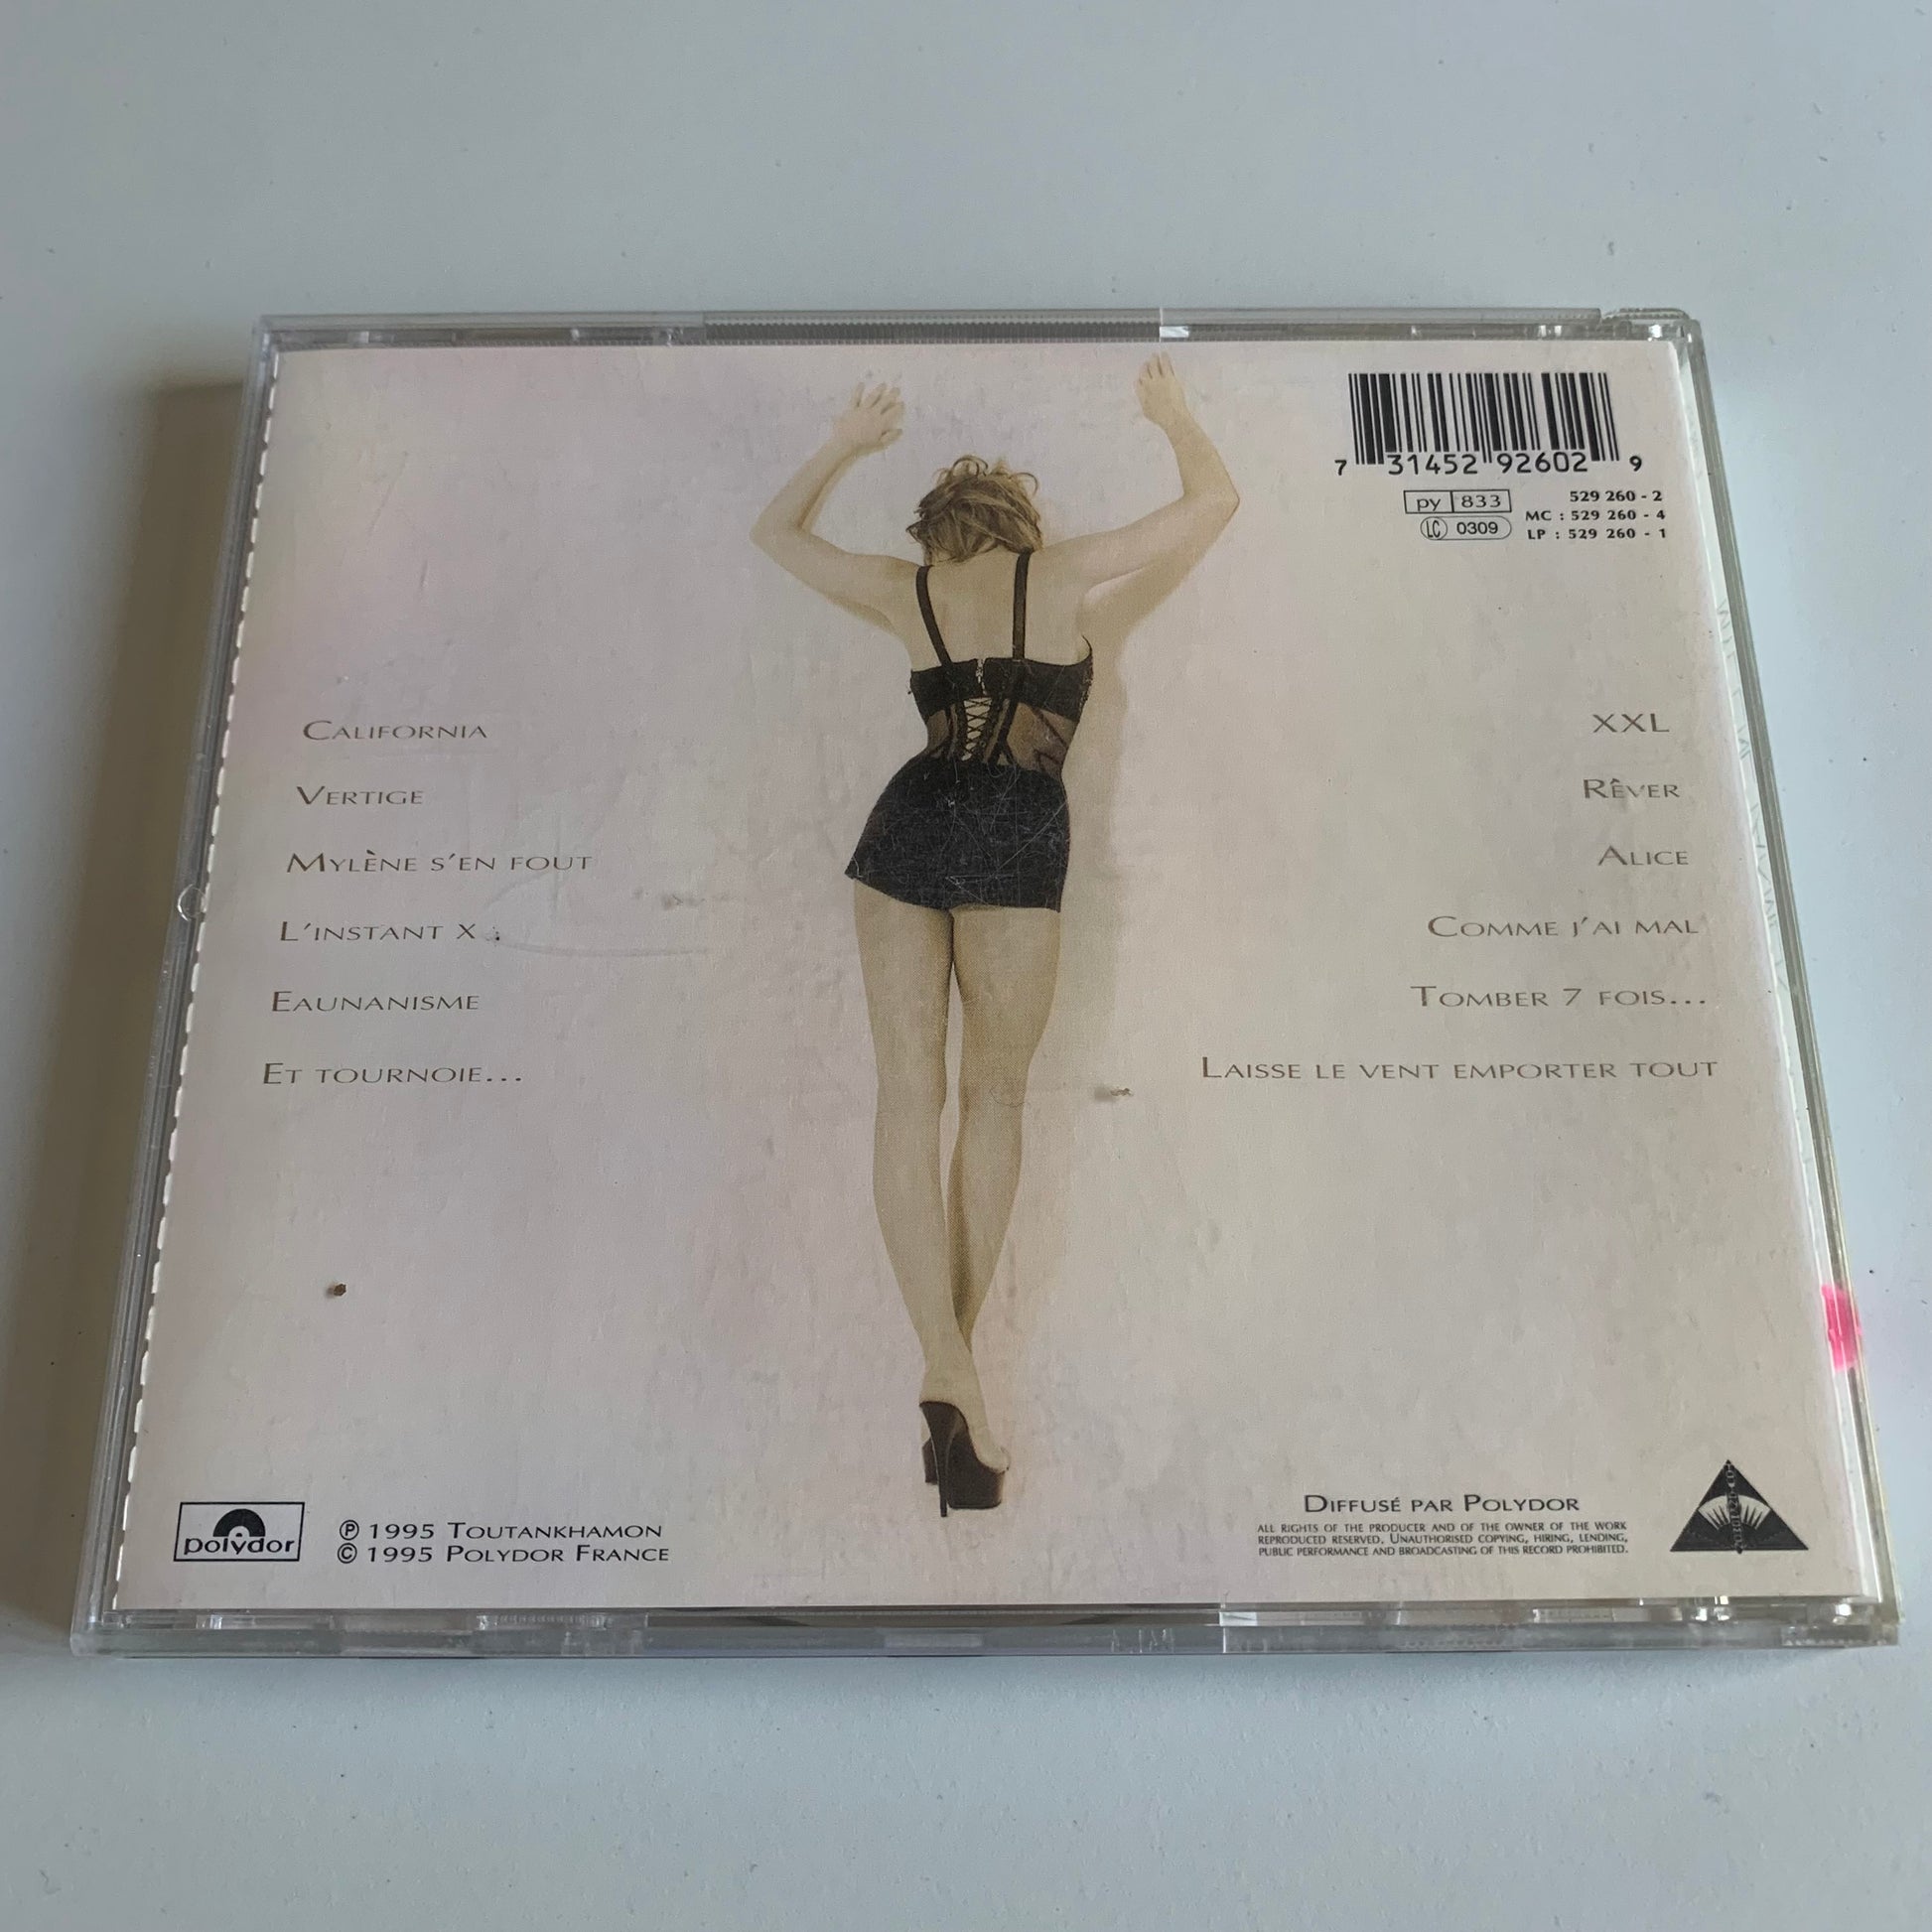 7 31452 92602 9
py 833
LC 0309
529 260 - 2
MC : 529 260 - 4
LP : 529 260 - 1
CALIFORNIA
VERTIGE
MYLÈNE S'EN FOUT
L'INSTANT X
EAUNANISME
ET TOURNOIE...
XXL
RÊVER
ALICE
COMME J'AI MAL
TOMBER 7 FOIS...
LAISSE LE VENT EMPORTER TOUT
polydor
℗ 1995 TOUTANKHAMON
© 1995 POLYDOR FRANCE
DIFFUSÉ PAR POLYDOR
ALL RIGHTS OF THE PRODUCER AND OF THE OWNER OF THE WORK
REPRODUCED RESERVED. UNAUTHORISED COPYING, HIRING, LENDING,
PUBLIC PERFORMANCE AND BROADCASTING OF THIS RECORD PROHIBITED.